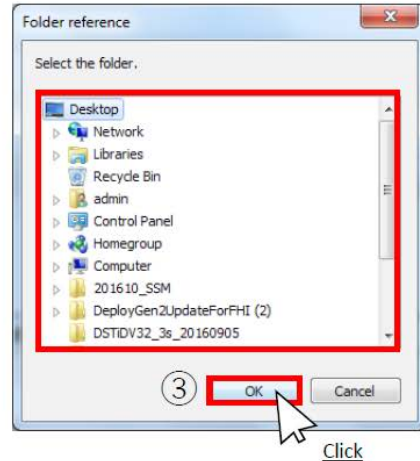 Folder reference
Select the folder.
Desktop
Network
Libraries
Recycle Bin
admin
Control Panel
Homegroup
Computer
201610_SSM
DeployGen2UpdateForFHI (2)
DSTiDV32_3s_20160905
③ OK Cancel
Click